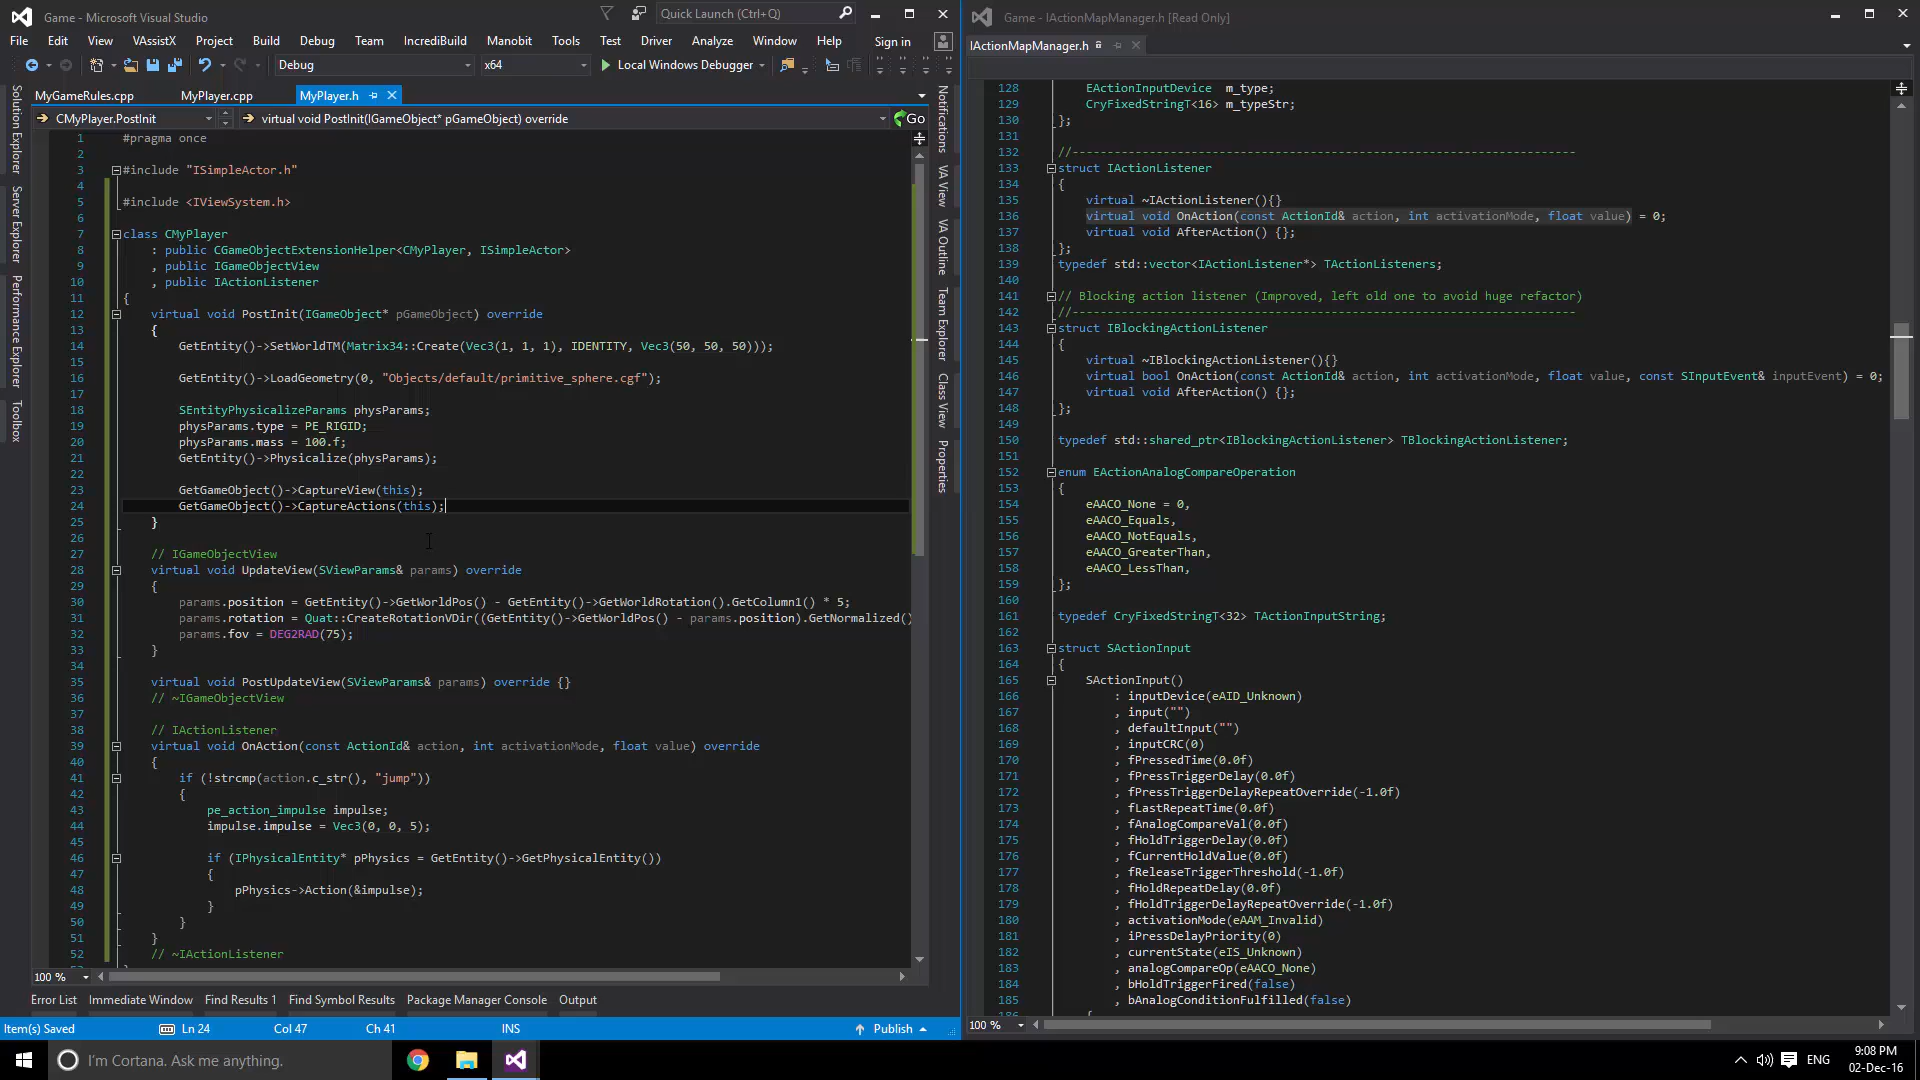 Game - Microsoft Visual Studio
Quick Launch (Ctrl+Q)
File Edit View VAssistX Project Build Debug Team IncrediBuild Manobit Tools Test Driver Analyze Window Help Sign in
Debug x64 Local Windows Debugger
MyGameRules.cpp MyPlayer.cpp MyPlayer.h
CMyPlayer.PostInit virtual void PostInit(IGameObject* pGameObject) override Go
Solution Explorer
Server Explorer
Performance Explorer
Toolbox
1 #pragma once
2
3 #include "ISimpleActor.h"
4
5 #include <IViewSystem.h>
6
7 class CMyPlayer
8 : public CGameObjectExtensionHelper<CMyPlayer, ISimpleActor>
9 , public IGameObjectView
10 , public IActionListener
11 {
12 virtual void PostInit(IGameObject* pGameObject) override
13 {
14 GetEntity()->SetWorldTM(Matrix34::Create(Vec3(1, 1, 1), IDENTITY, Vec3(50, 50, 50)));
15
16 GetEntity()->LoadGeometry(0, "Objects/default/primitive_sphere.cgf");
17
18 SEntityPhysicalizeParams physParams;
19 physParams.type = PE_RIGID;
20 physParams.mass = 100.f;
21 GetEntity()->Physicalize(physParams);
22
23 GetGameObject()->CaptureView(this);
24 GetGameObject()->CaptureActions(this);
25 }
26
27 // IGameObjectView
28 virtual void UpdateView(SViewParams& params) override
29 {
30 params.position = GetEntity()->GetWorldPos() - GetEntity()->GetWorldRotation().GetColumn1() * 5;
31 params.rotation = Quat::CreateRotationVDir((GetEntity()->GetWorldPos() - params.position).GetNormalized()
32 params.fov = DEG2RAD(75);
33 }
34
35 virtual void PostUpdateView(SViewParams& params) override {}
36 // ~IGameObjectView
37
38 // IActionListener
39 virtual void OnAction(const ActionId& action, int activationMode, float value) override
40 {
41 if (!strcmp(action.c_str(), "jump"))
42 {
43 pe_action_impulse impulse;
44 impulse.impulse = Vec3(0, 0, 5);
45
46 if (IPhysicalEntity* pPhysics = GetEntity()->GetPhysicalEntity())
47 {
48 pPhysics->Action(&impulse);
49 }
50 }
51 }
52 // ~IActionListener
100 %
Notifications
VA View
VA Outline
Team Explorer
Class View
Properties
Error List Immediate Window Find Results 1 Find Symbol Results Package Manager Console Output
Item(s) Saved Ln 24 Col 47 Ch 41 INS Publish
Game - IActionMapManager.h [Read Only]
IActionMapManager.h
128 EActionInputDevice m_type;
129 CryFixedStringT<16> m_typeStr;
130 };
131
132 //------------------------------------------------------------------------
133 struct IActionListener
134 {
135 virtual ~IActionListener(){}
136 virtual void OnAction(const ActionId& action, int activationMode, float value) = 0;
137 virtual void AfterAction() {};
138 };
139 typedef std::vector<IActionListener*> TActionListeners;
140
141 // Blocking action listener (Improved, left old one to avoid huge refactor)
142 //------------------------------------------------------------------------
143 struct IBlockingActionListener
144 {
145 virtual ~IBlockingActionListener(){}
146 virtual bool OnAction(const ActionId& action, int activationMode, float value, const SInputEvent& inputEvent) = 0;
147 virtual void AfterAction() {};
148 };
149
150 typedef std::shared_ptr<IBlockingActionListener> TBlockingActionListener;
151
152 enum EActionAnalogCompareOperation
153 {
154 eAACO_None = 0,
155 eAACO_Equals,
156 eAACO_NotEquals,
157 eAACO_GreaterThan,
158 eAACO_LessThan,
159 };
160
161 typedef CryFixedStringT<32> TActionInputString;
162
163 struct SActionInput
164 {
165 SActionInput()
166 : inputDevice(eAID_Unknown)
167 , input("")
168 , defaultInput("")
169 , inputCRC(0)
170 , fPressedTime(0.0f)
171 , fPressTriggerDelay(0.0f)
172 , fPressTriggerDelayRepeatOverride(-1.0f)
173 , fLastRepeatTime(0.0f)
174 , fAnalogCompareVal(0.0f)
175 , fHoldTriggerDelay(0.0f)
176 , fCurrentHoldValue(0.0f)
177 , fReleaseTriggerThreshold(-1.0f)
178 , fHoldRepeatDelay(0.0f)
179 , fHoldTriggerDelayRepeatOverride(-1.0f)
180 , activationMode(eAAM_Invalid)
181 , iPressDelayPriority(0)
182 , currentState(eIS_Unknown)
183 , analogCompareOp(eAACO_None)
184 , bHoldTriggerFired(false)
185 , bAnalogConditionFulfilled(false)
100 %
I'm Cortana. Ask me anything.
ENG
9:08 PM
02-Dec-16